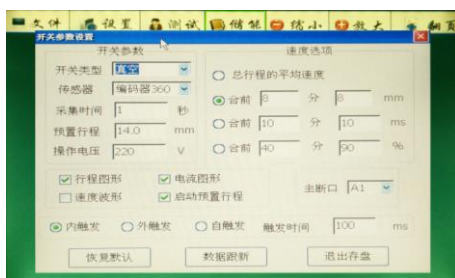 文件 设置 测试 储能 缩小 放大 翻页
开关参数设置
开关参数
开关类型 真空
传感器 编码器360
采集时间 1 秒
预置行程 14.0 mm
操作电压 220 V
速度选项
总行程的平均速度
合前 8 分 8 mm
合前 10 分 10 ms
合前 40 分 90 %
行程图形 电流图形
速度波形 启动预置行程
主断口 A1
内触发 外触发 自触发 触发时间 100 ms
恢复默认 数据跟新 退出存盘